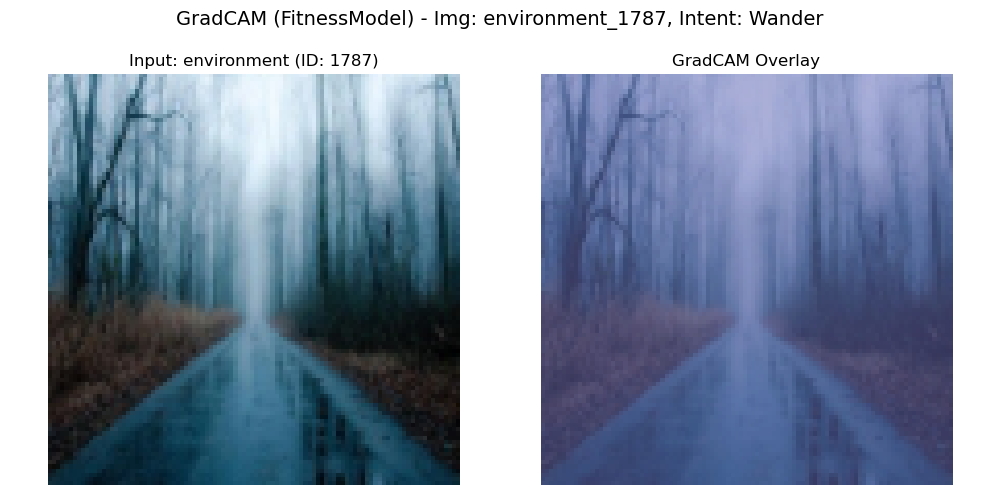 GradCAM (FitnessModel) - Img: environment_1787, Intent: Wander
Input: environment (ID: 1787)
GradCAM Overlay